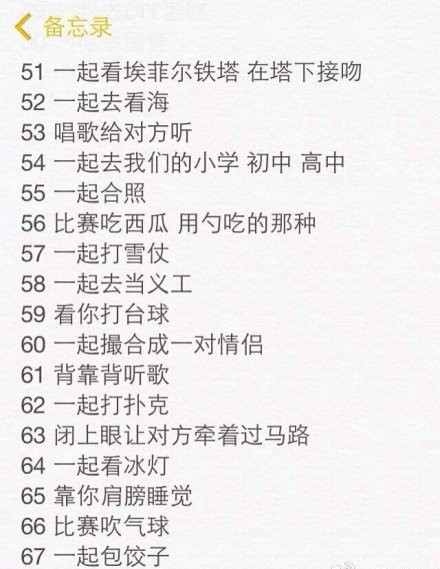 备忘录
51 一起看埃菲尔铁塔 在塔下接吻
52 一起去看海
53 唱歌给对方听
54 一起去我们的小学 初中 高中
55 一起合照
56 比赛吃西瓜 用勺吃的那种
57 一起打雪仗
58 一起去当义工
59 看你打台球
60 一起撮合成一对情侣
61 背靠背听歌
62 一起打扑克
63 闭上眼让对方牵着过马路
64 一起看冰灯
65 靠你肩膀睡觉
66 比赛吹气球
67 一起包饺子